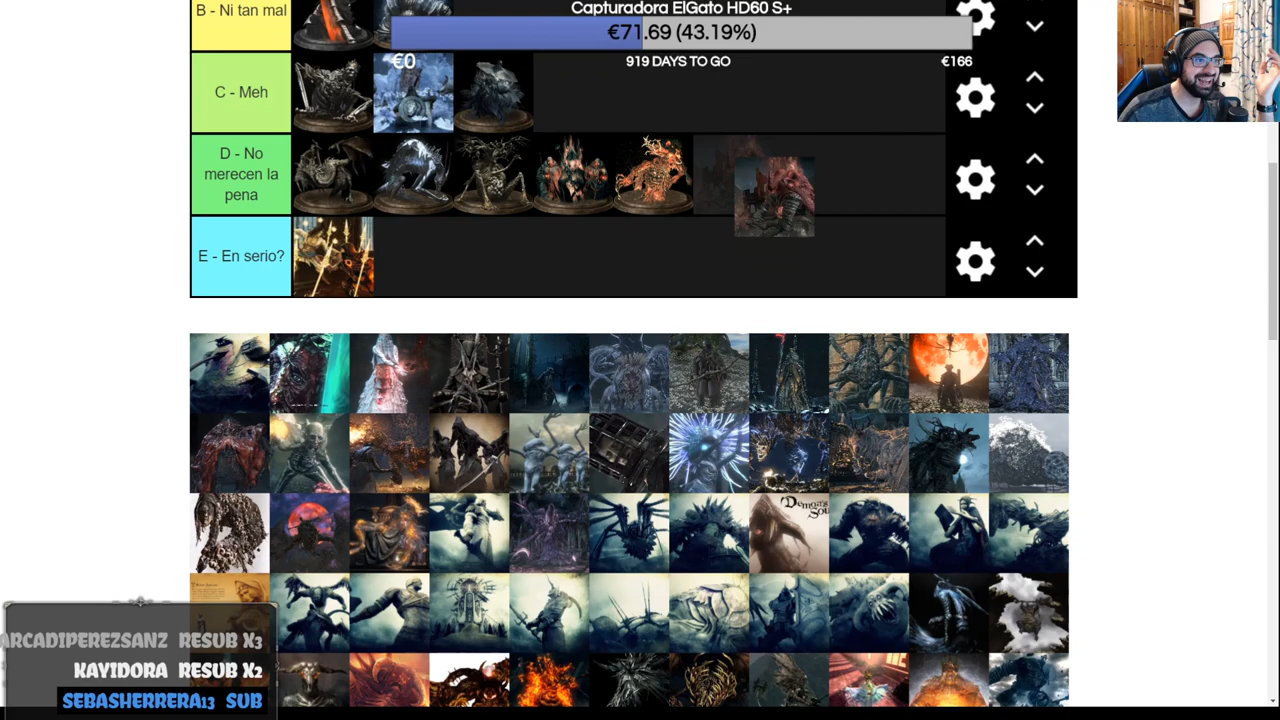 B - Ni tan mal
Capturadora ElGato HD60 S+
€71.69 (43.19%)
€0
919 DAYS TO GO
€166
C - Meh
D - No
merecen la
pena
E - En serio?
Demon's
Sou
ARCADIPEREZSANZ RESUB X3
KAYIDORA RESUB X2
SEBASHERRERA13 SUB